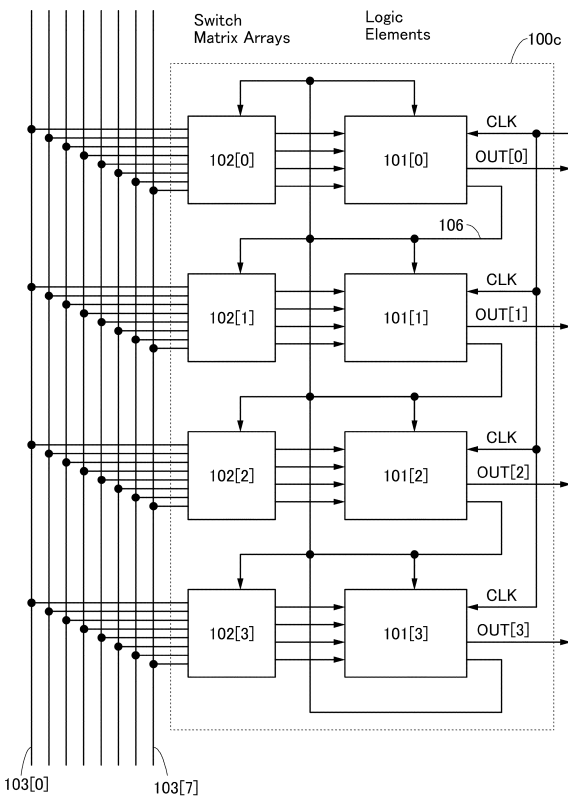 Switch
Matrix Arrays
Logic
Elements
100c
102[0]
101[0]
CLK
OUT[0]
106
102[1]
101[1]
CLK
OUT[1]
102[2]
101[2]
CLK
OUT[2]
102[3]
101[3]
CLK
OUT[3]
103[0]
103[7]